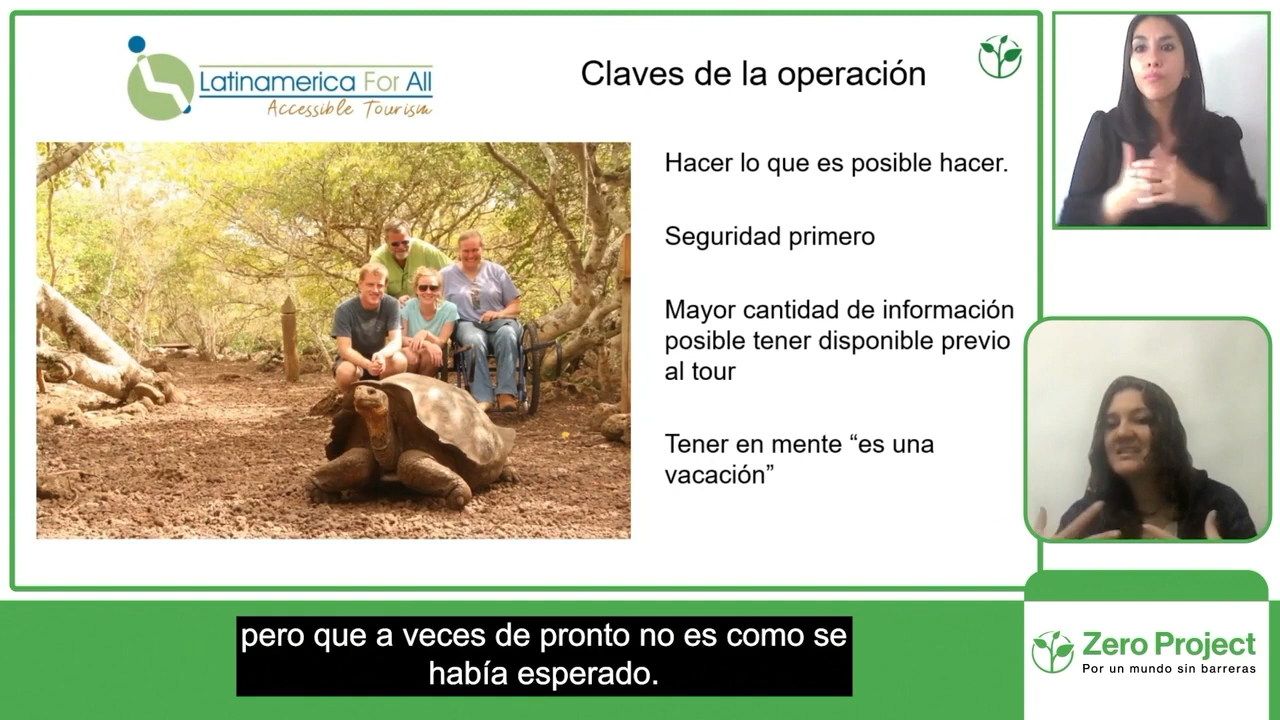 Latinamerica For All
Accessible Tourism
Claves de la operación
Hacer lo que es posible hacer.
Seguridad primero
Mayor cantidad de información
posible tener disponible previo
al tour
Tener en mente “es una
vacación”
pero que a veces de pronto no es como se
había esperado.
Zero Project
Por un mundo sin barreras